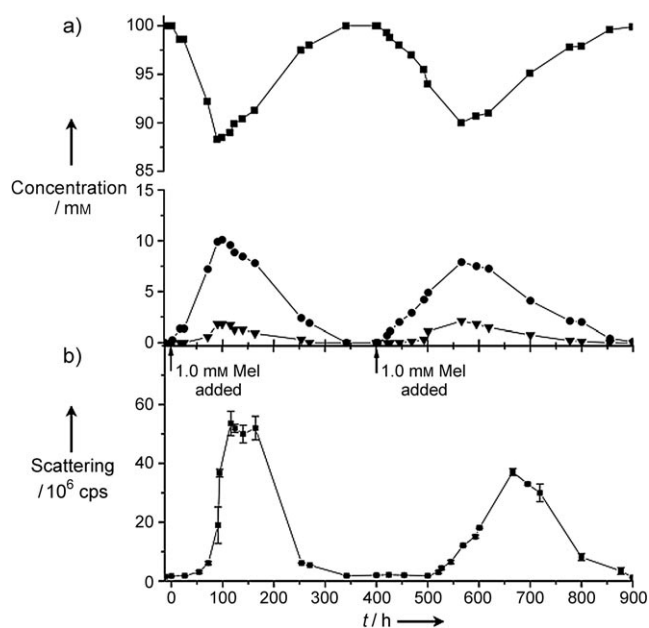 a)
100
95
90
85
Concentration
/ mM
15
10
5
0
b)
1.0 mM MeI
added
1.0 mM MeI
added
Scattering
/10⁶ cps
60
40
20
0
0 100 200 300 400 500 600 700 800 900
t / h